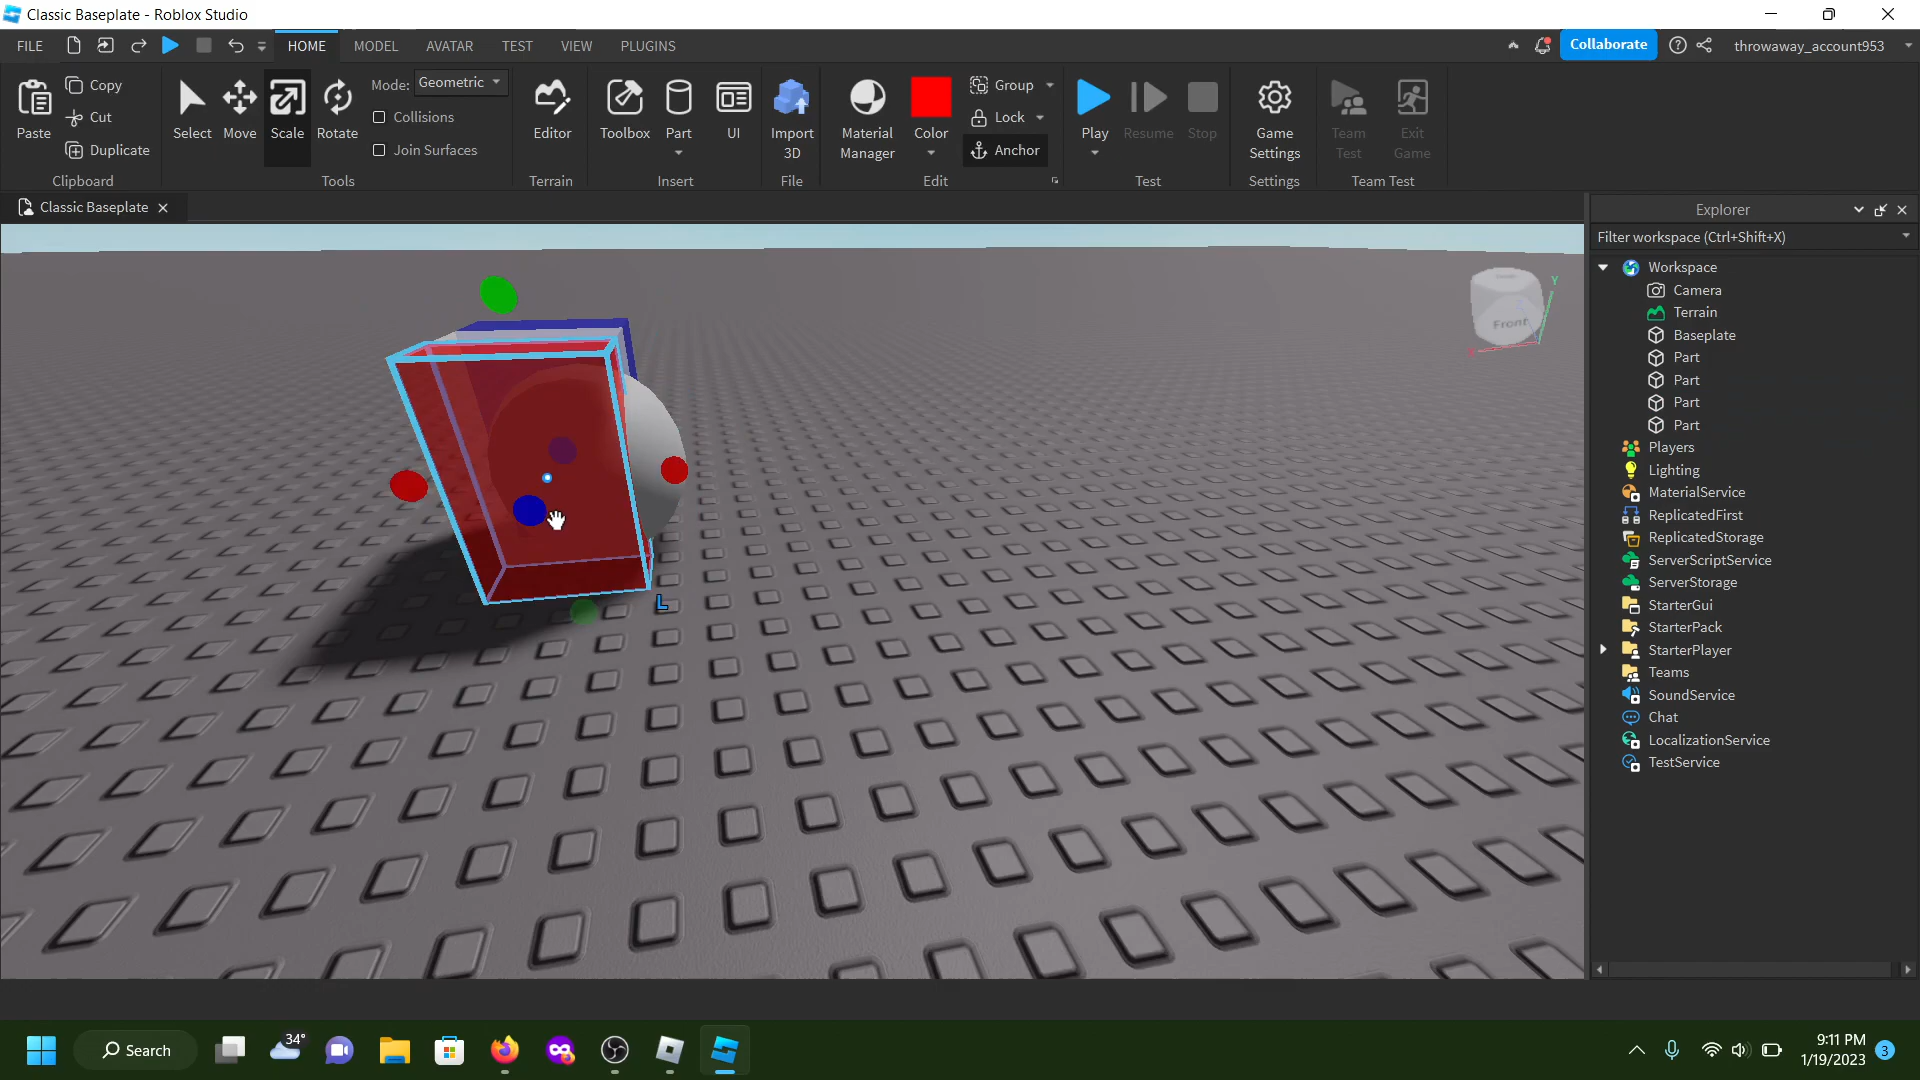 Classic Baseplate - Roblox Studio
FILE HOME MODEL AVATAR TEST VIEW PLUGINS Collaborate throwaway_account953
Paste Copy Cut Duplicate
Clipboard
Select Move Scale Rotate Mode: Geometric
Collisions
Join Surfaces
Tools
Editor
Terrain
Toolbox Part UI
Insert
Import
3D
File
Material
Manager
Color
Group
Lock
Anchor
Edit
Play Resume Stop
Test
Game
Settings
Settings
Team
Test
Exit
Game
Team Test
Classic Baseplate
Front
Y
L
Explorer
Filter workspace (Ctrl+Shift+X)
Workspace
Camera
Terrain
Baseplate
Part
Part
Part
Part
Players
Lighting
MaterialService
ReplicatedFirst
ReplicatedStorage
ServerScriptService
ServerStorage
StarterGui
StarterPack
StarterPlayer
Teams
SoundService
Chat
LocalizationService
TestService
Search
34°
9:11 PM
1/19/2023
3